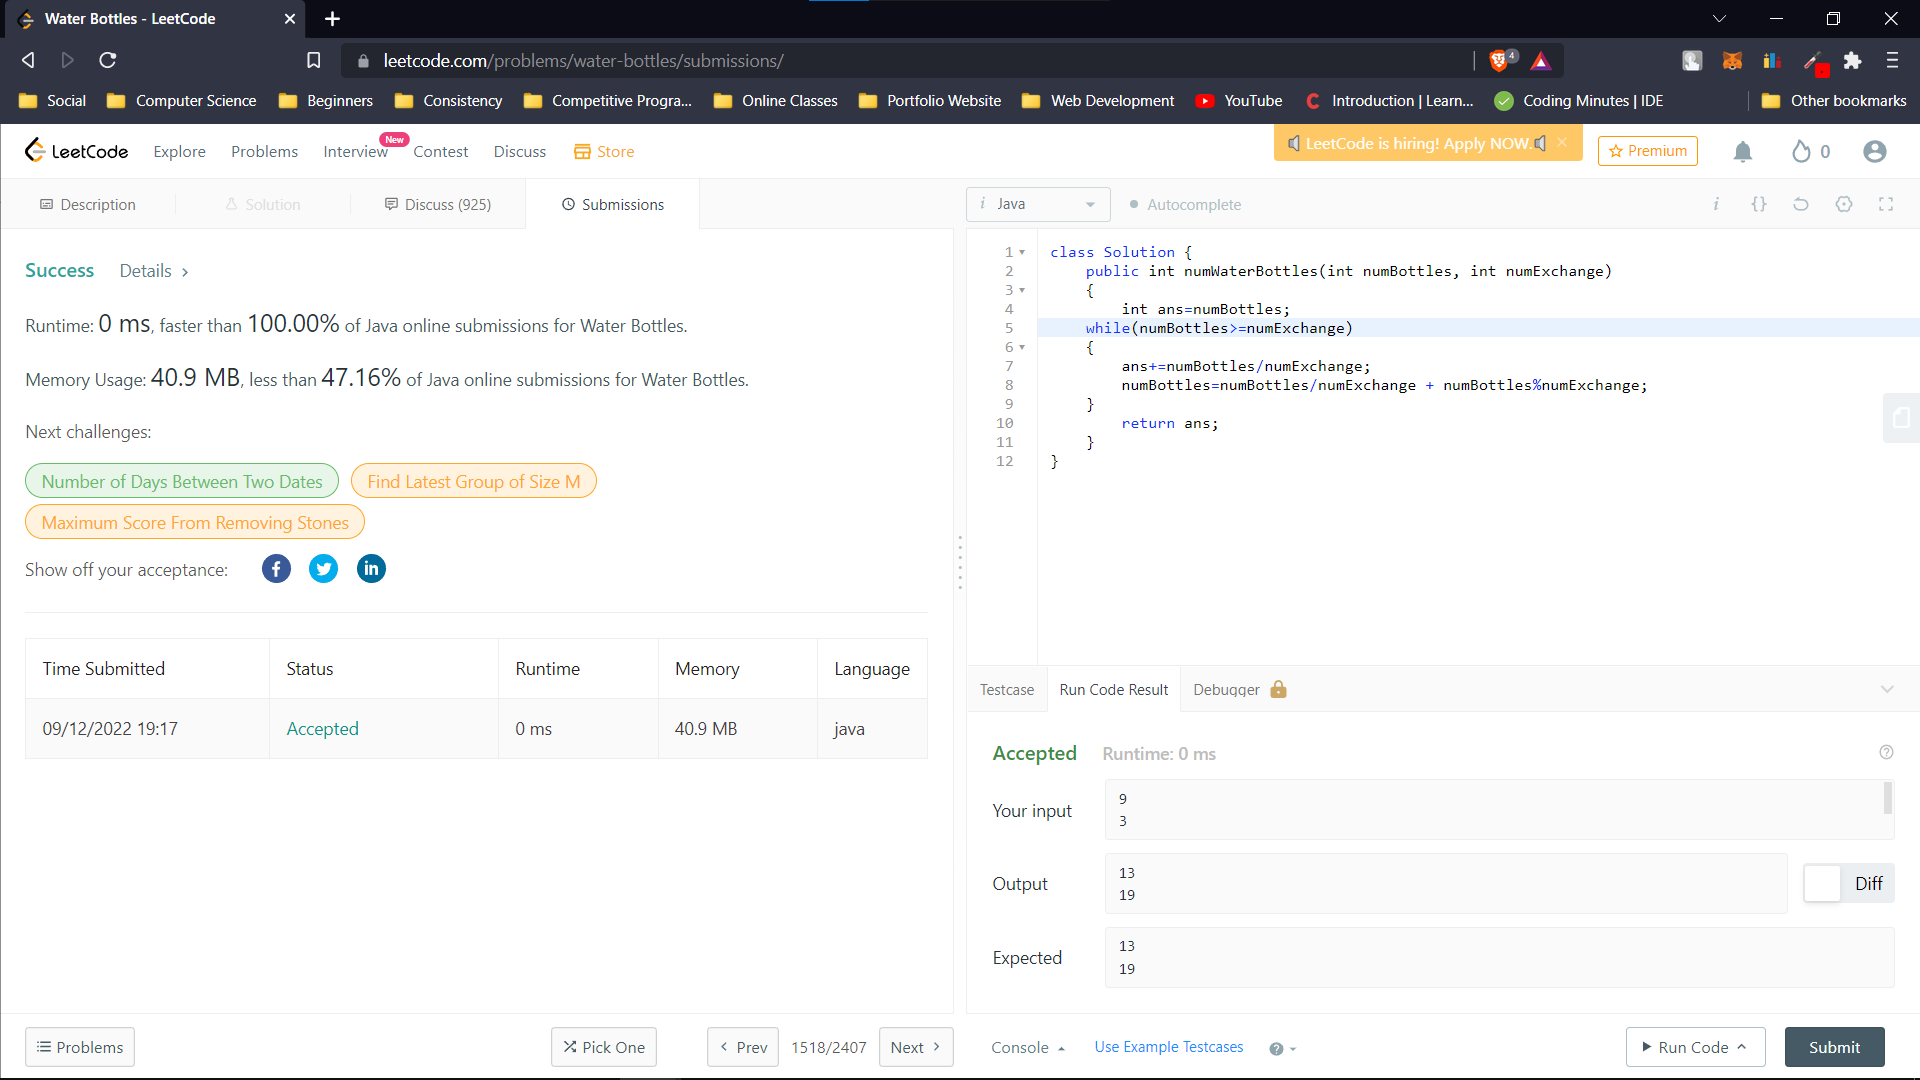 Water Bottles - LeetCode
leetcode.com/problems/water-bottles/submissions/
4
Social Computer Science Beginners Consistency Competitive Progra... Online Classes Portfolio Website Web Development YouTube Introduction | Learn... Coding Minutes | IDE Other bookmarks
LeetCode Explore Problems Interview New Contest Discuss Store LeetCode is hiring! Apply NOW. Premium 0
Description Solution Discuss (925) Submissions
Success Details
Runtime: 0 ms, faster than 100.00% of Java online submissions for Water Bottles.
Memory Usage: 40.9 MB, less than 47.16% of Java online submissions for Water Bottles.
Next challenges:
Number of Days Between Two Dates Find Latest Group of Size M
Maximum Score From Removing Stones
Show off your acceptance:
Time Submitted Status Runtime Memory Language
09/12/2022 19:17 Accepted 0 ms 40.9 MB java
Problems Pick One Prev 1518/2407 Next
i Java Autocomplete i {}
1 class Solution {
2 public int numWaterBottles(int numBottles, int numExchange)
3 {
4 int ans=numBottles;
5 while(numBottles>=numExchange)
6 {
7 ans+=numBottles/numExchange;
8 numBottles=numBottles/numExchange + numBottles%numExchange;
9 }
10 return ans;
11 }
12 }
Testcase Run Code Result Debugger
Accepted Runtime: 0 ms
Your input
9
3
Output
13
19
Diff
Expected
13
19
Console Use Example Testcases Run Code Submit